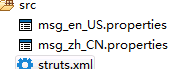 src
msg_en_US.properties
msg_zh_CN.properties
struts.xml